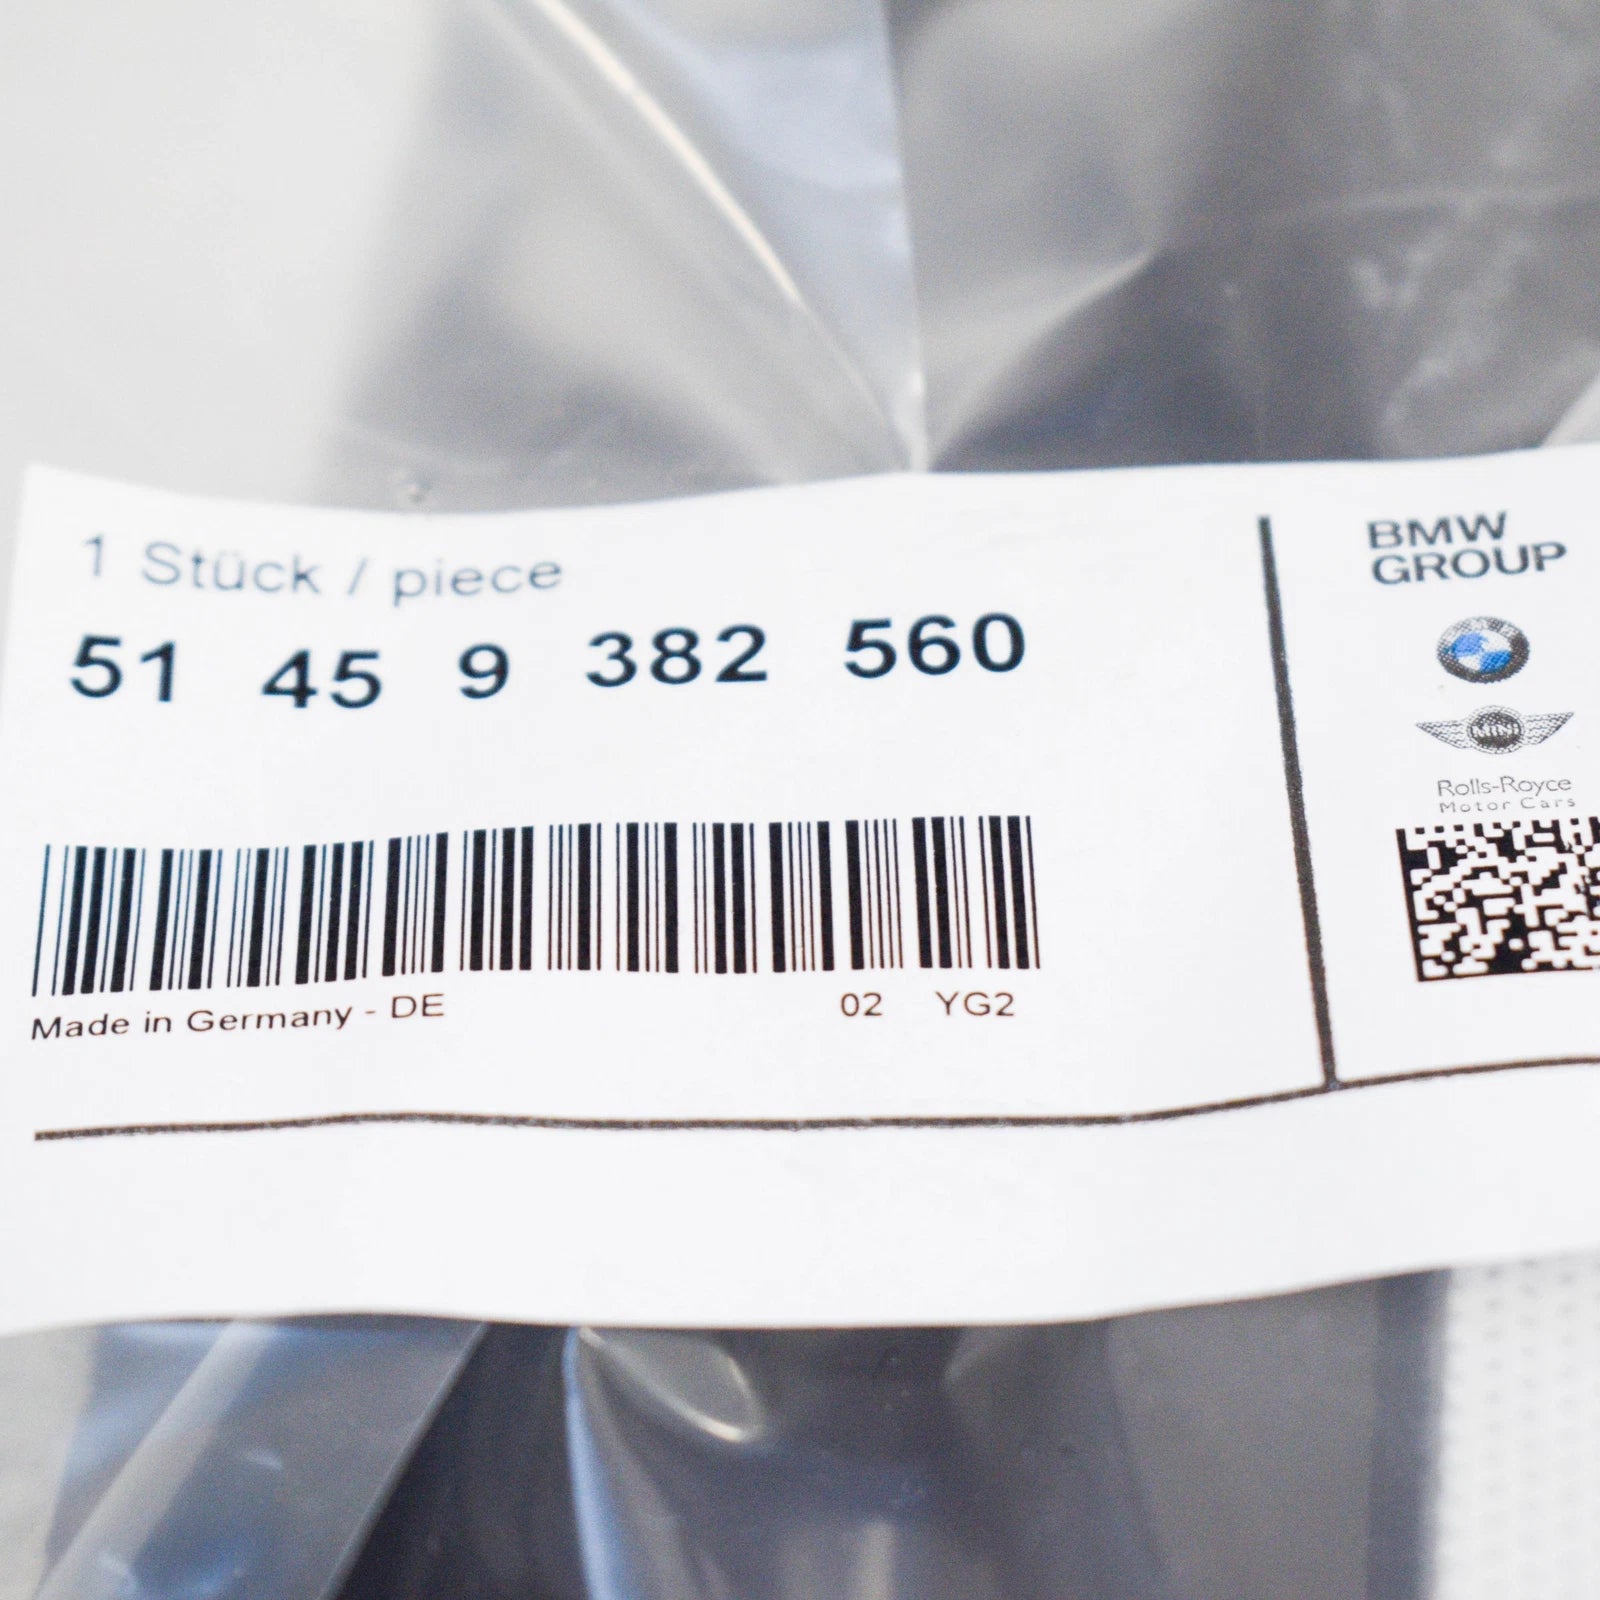 1 Stück / piece
51 45 9 382 560
Made in Germany - DE
02 YG2
BMW
GROUP
MINI
Rolls-Royce
Motor Cars